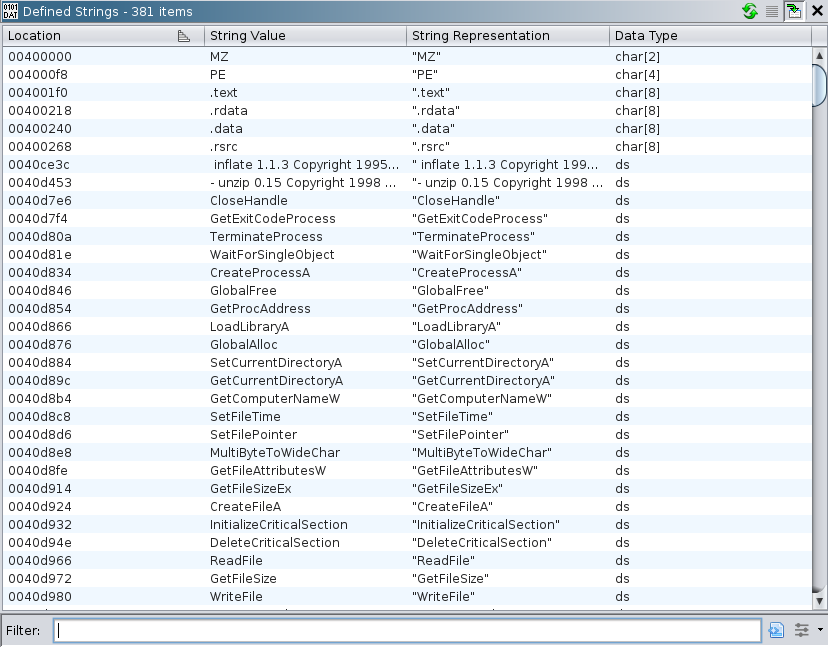 0101 DAT Defined Strings - 381 items
Location String Value String Representation Data Type
00400000 MZ "MZ" char[2]
004000f8 PE "PE" char[4]
004001f0 .text ".text" char[8]
00400218 .rdata ".rdata" char[8]
00400240 .data ".data" char[8]
00400268 .rsrc ".rsrc" char[8]
0040ce3c inflate 1.1.3 Copyright 1995... " inflate 1.1.3 Copyright 199... ds
0040d453 - unzip 0.15 Copyright 1998 ... "- unzip 0.15 Copyright 1998 ... ds
0040d7e6 CloseHandle "CloseHandle" ds
0040d7f4 GetExitCodeProcess "GetExitCodeProcess" ds
0040d80a TerminateProcess "TerminateProcess" ds
0040d81e WaitForSingleObject "WaitForSingleObject" ds
0040d834 CreateProcessA "CreateProcessA" ds
0040d846 GlobalFree "GlobalFree" ds
0040d854 GetProcAddress "GetProcAddress" ds
0040d866 LoadLibraryA "LoadLibraryA" ds
0040d876 GlobalAlloc "GlobalAlloc" ds
0040d884 SetCurrentDirectoryA "SetCurrentDirectoryA" ds
0040d89c GetCurrentDirectoryA "GetCurrentDirectoryA" ds
0040d8b4 GetComputerNameW "GetComputerNameW" ds
0040d8c8 SetFileTime "SetFileTime" ds
0040d8d6 SetFilePointer "SetFilePointer" ds
0040d8e8 MultiByteToWideChar "MultiByteToWideChar" ds
0040d8fe GetFileAttributesW "GetFileAttributesW" ds
0040d914 GetFileSizeEx "GetFileSizeEx" ds
0040d924 CreateFileA "CreateFileA" ds
0040d932 InitializeCriticalSection "InitializeCriticalSection" ds
0040d94e DeleteCriticalSection "DeleteCriticalSection" ds
0040d966 ReadFile "ReadFile" ds
0040d972 GetFileSize "GetFileSize" ds
0040d980 WriteFile "WriteFile" ds
Filter: